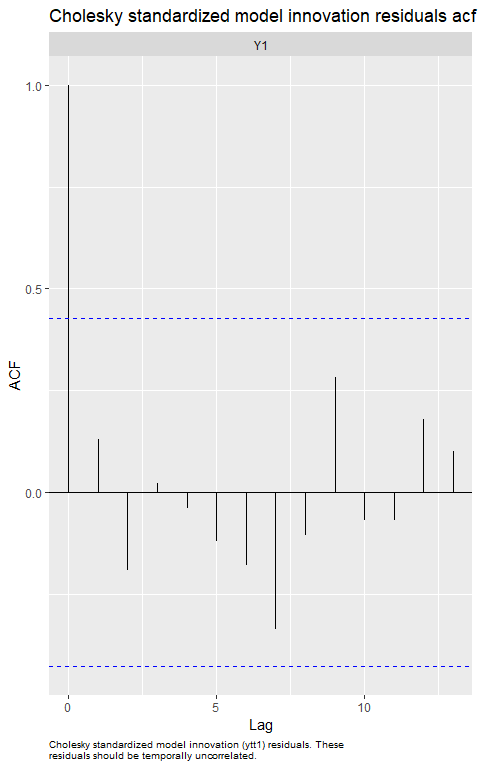 Cholesky standardized model innovation residuals acf
Y1
1.0
0.5
0.0
ACF
0
5
10
Lag
Cholesky standardized model innovation (ytt1) residuals. These
residuals should be temporally uncorrelated.